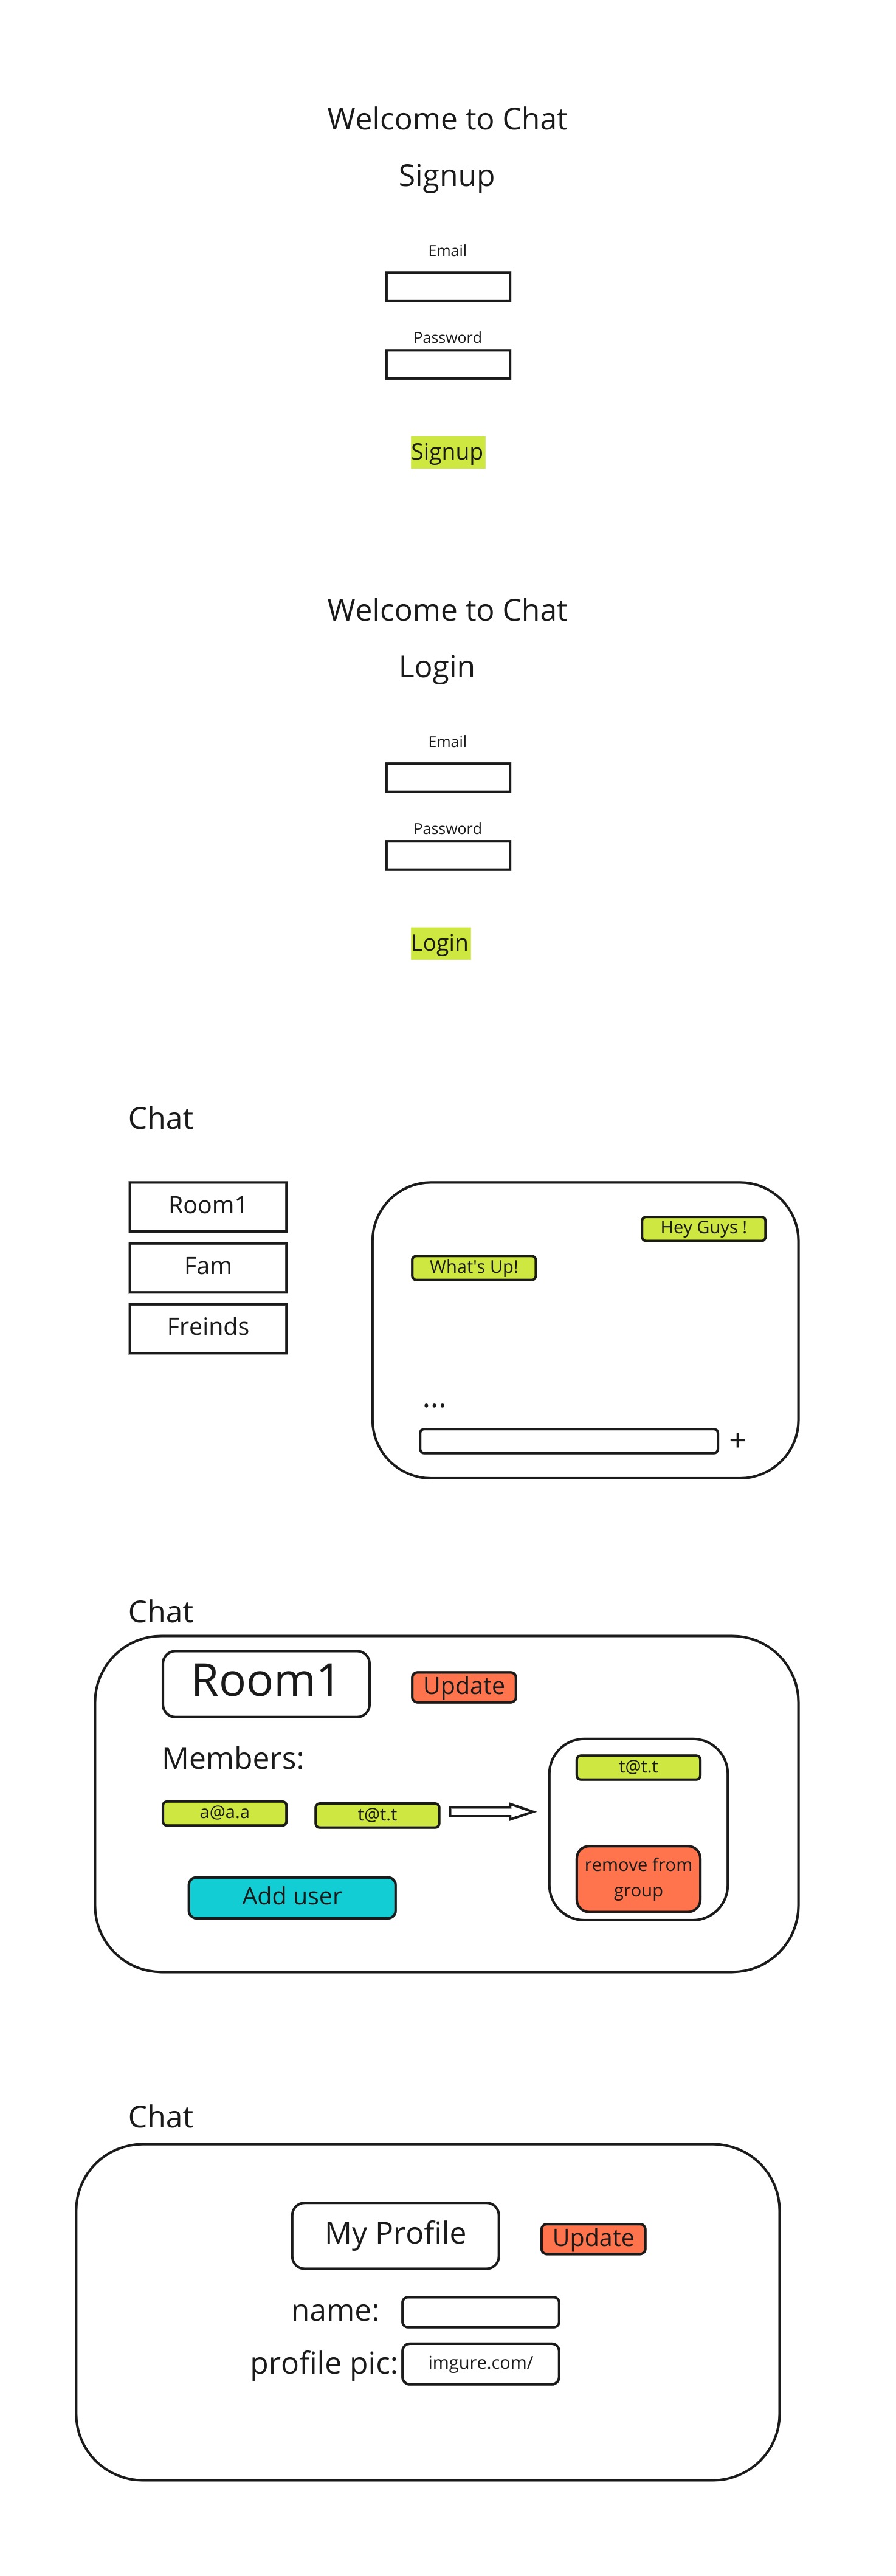 Welcome to Chat
Signup
Email
Password
Signup
Welcome to Chat
Login
Email
Password
Login
Chat
Room1
Fam
Freinds
Hey Guys !
What's Up!
...
+
Chat
Room1
Update
Members:
a@a.a
t@t.t
Add user
t@t.t
remove from
group
Chat
My Profile
Update
name:
profile pic:
imgure.com/